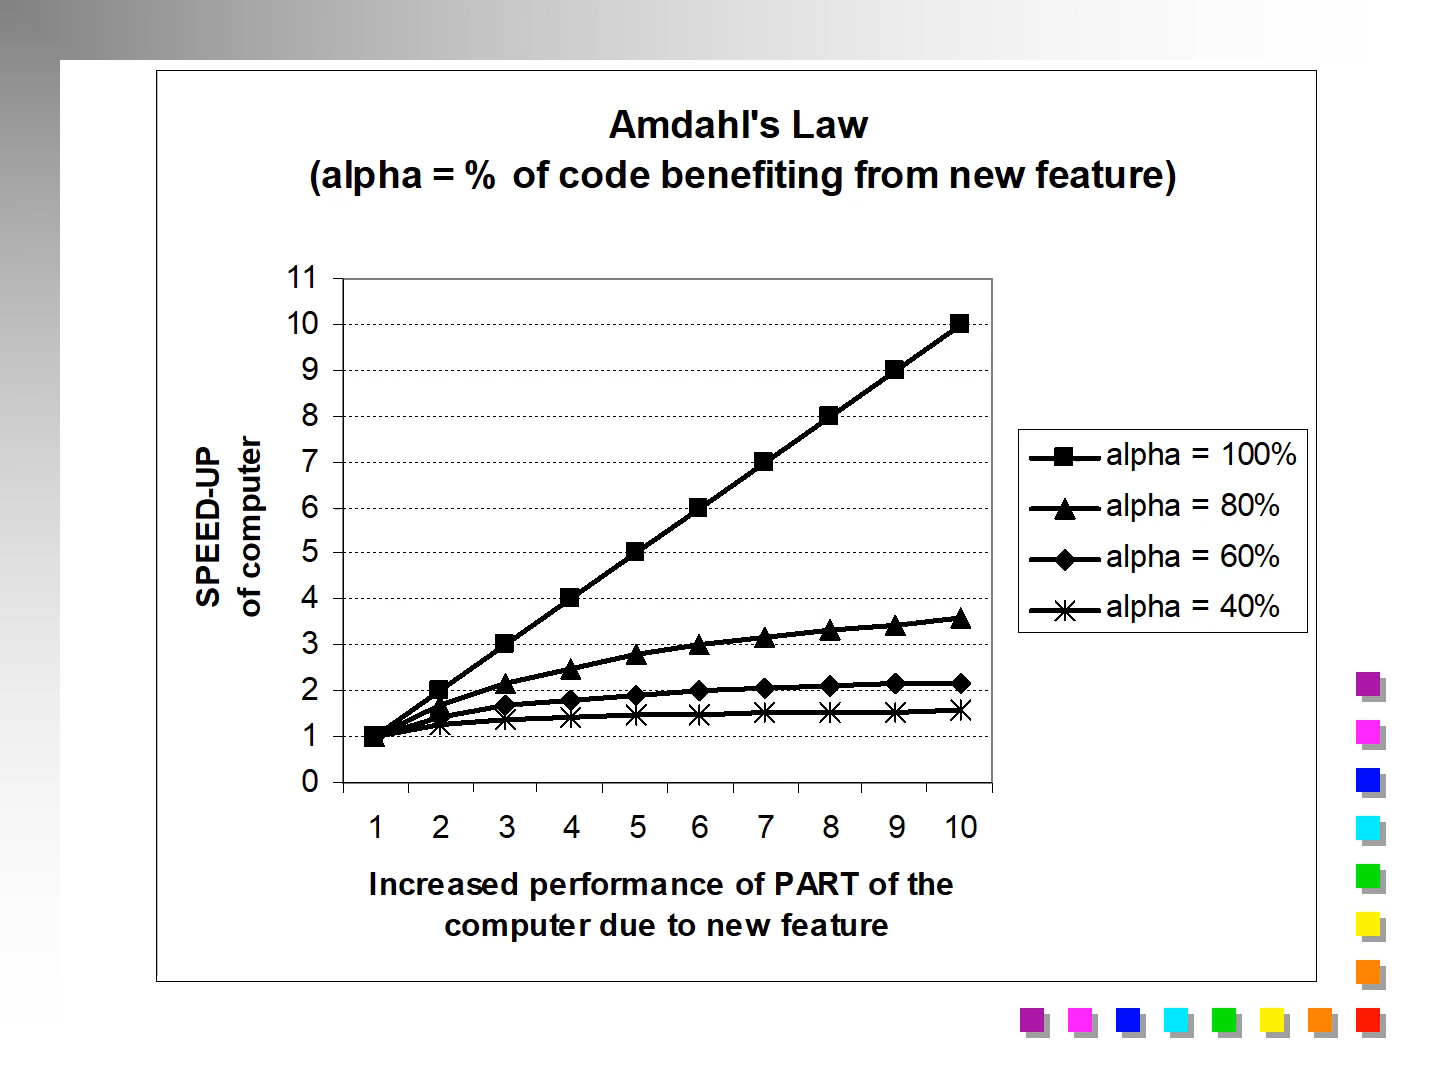 Amdahl's Law
(alpha = % of code benefiting from new feature)
11
10
9
8
7
6
5
4
3
2
1
0
SPEED-UP
of computer
1 2 3 4 5 6 7 8 9 10
Increased performance of PART of the
computer due to new feature
alpha = 100%
alpha = 80%
alpha = 60%
alpha = 40%